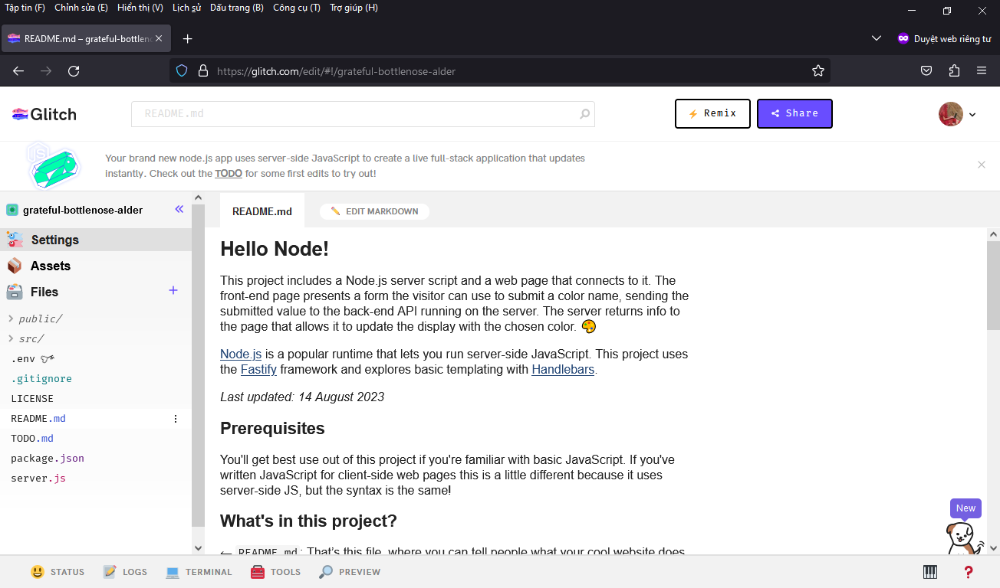 Tập tin (F) Chỉnh sửa (E) Hiển thị (V) Lịch sử Dấu trang (B) Công cụ (T) Trợ giúp (H)
README.md – grateful-bottlen
Duyệt web riêng tư
https://glitch.com/edit/#!/grateful-bottlenose-alder
Glitch
README.md
Remix
Share
JS
Your brand new node.js app uses server-side JavaScript to create a live full-stack application that updates
instantly. Check out the TODO for some first edits to try out!
grateful-bottlenose-alder
Settings
Assets
Files
public/
src/
.env
.gitignore
LICENSE
README.md
TODO.md
package.json
server.js
README.md
EDIT MARKDOWN
Hello Node!
This project includes a Node.js server script and a web page that connects to it. The
front-end page presents a form the visitor can use to submit a color name, sending the
submitted value to the back-end API running on the server. The server returns info to
the page that allows it to update the display with the chosen color. 🎨
Node.js is a popular runtime that lets you run server-side JavaScript. This project uses
the Fastify framework and explores basic templating with Handlebars.
Last updated: 14 August 2023
Prerequisites
You'll get best use out of this project if you're familiar with basic JavaScript. If you've
written JavaScript for client-side web pages this is a little different because it uses
server-side JS, but the syntax is the same!
What's in this project?
← README.md: That's this file, where you can tell people what your cool website does
New
STATUS
LOGS
TERMINAL
TOOLS
PREVIEW
?